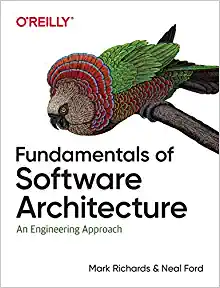 O'REILLY®
Fundamentals of
Software
Architecture
An Engineering Approach
Mark Richards & Neal Ford